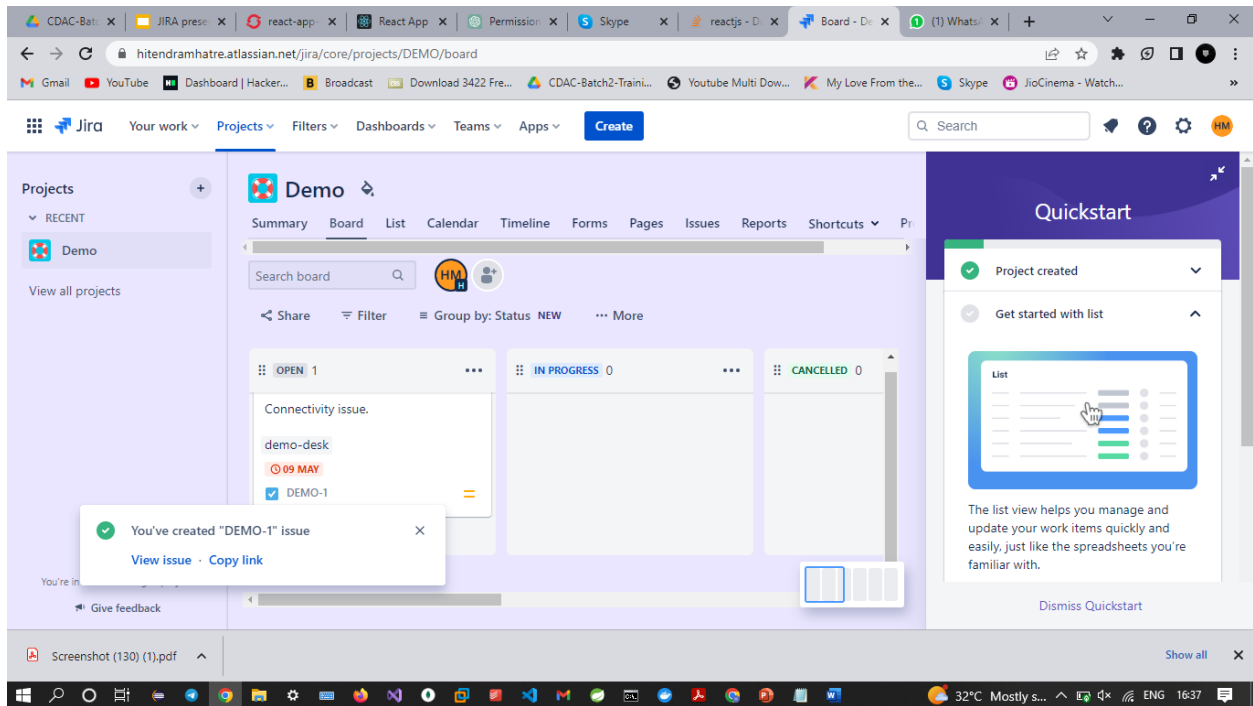 CDAC-Batc
JIRA prese
react-app-
React App
Permission
Skype
reactjs - D
Board - De
(1) Whats
hitendramhatre.atlassian.net/jira/core/projects/DEMO/board
Gmail
YouTube
Dashboard | Hacker...
Broadcast
Download 3422 Fre...
CDAC-Batch2-Traini...
Youtube Multi Dow...
My Love From the...
Skype
JioCinema - Watch...
»
Jira
Your work
Projects
Filters
Dashboards
Teams
Apps
Create
Search
HM
Projects
RECENT
Demo
View all projects
Demo
Summary
Board
List
Calendar
Timeline
Forms
Pages
Issues
Reports
Shortcuts
Pr
Search board
HM
H
Share
Filter
Group by: Status NEW
More
OPEN 1
IN PROGRESS 0
CANCELLED 0
Connectivity issue.
demo-desk
09 MAY
DEMO-1
You've created "DEMO-1" issue
View issue · Copy link
You're in
Give feedback
Quickstart
Project created
Get started with list
List
The list view helps you manage and
update your work items quickly and
easily, just like the spreadsheets you're
familiar with.
Dismiss Quickstart
Screenshot (130) (1).pdf
Show all
32°C Mostly s...
ENG
16:37